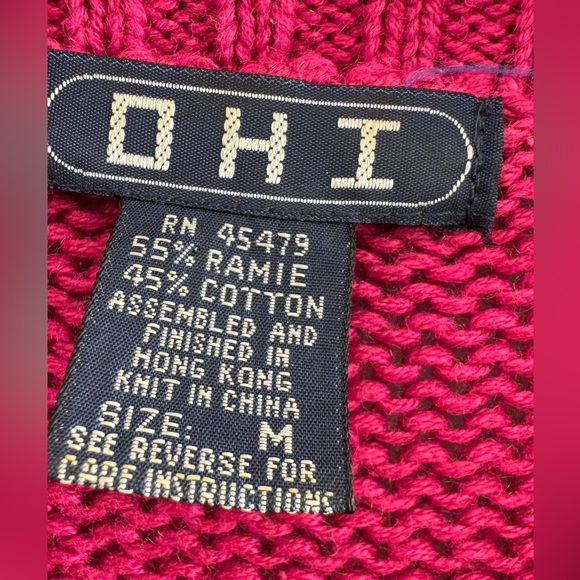 OHI
RN 45479
55% RAMIE
45% COTTON
ASSEMBLED AND
FINISHED IN
HONG KONG
KNIT IN CHINA
SIZE: M
SEE REVERSE FOR
CARE INSTRUCTIONS